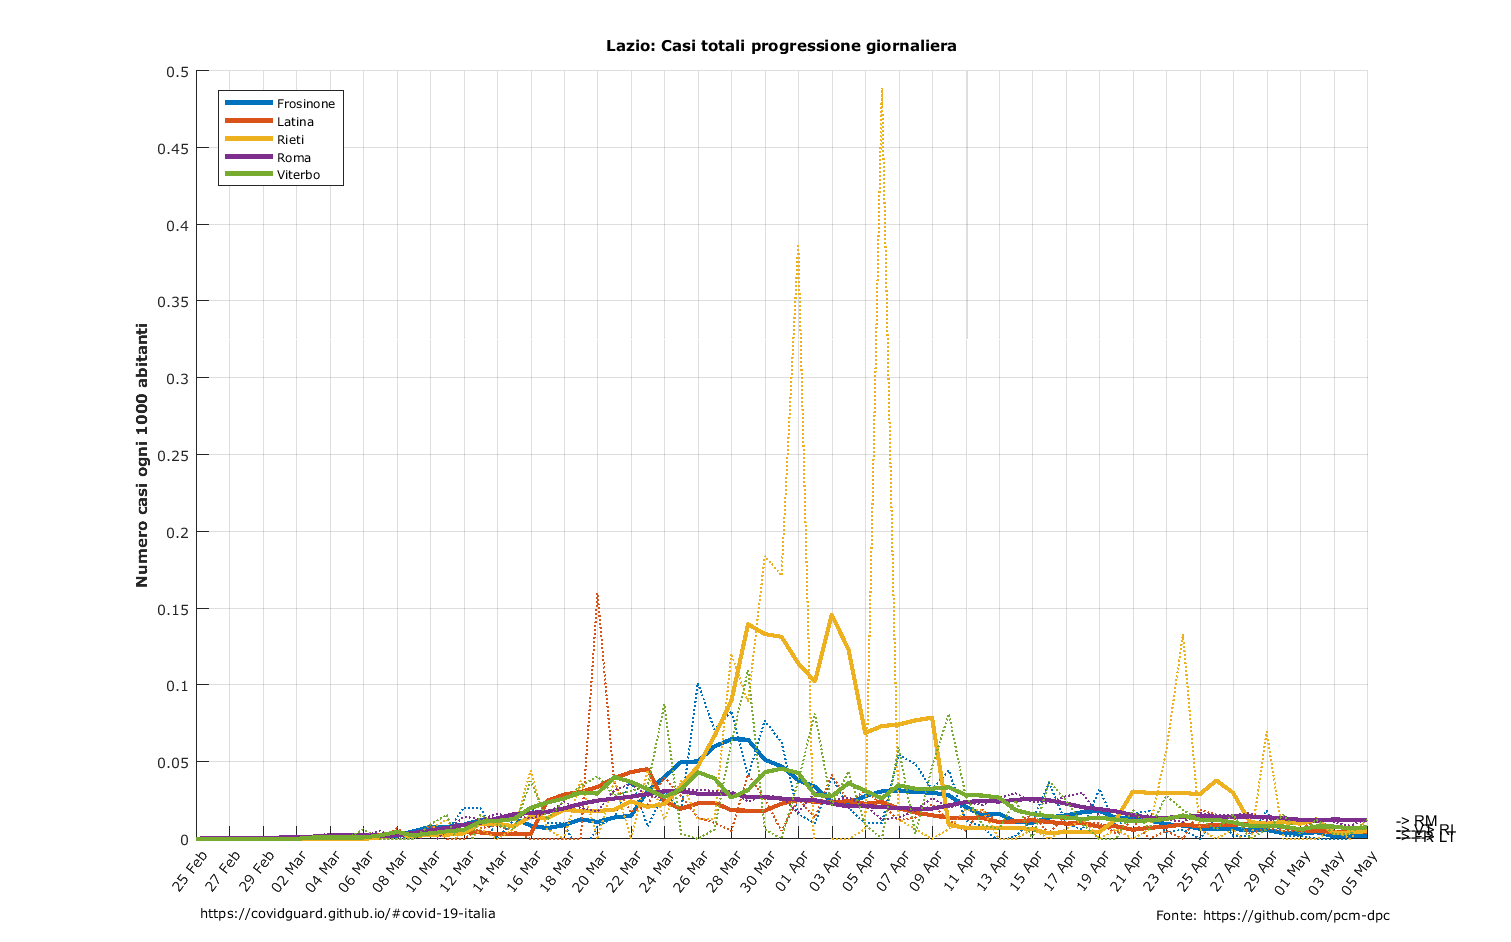 Lazio: Casi totali progressione giornaliera
Numero casi ogni 1000 abitanti
0.5
0.45
0.4
0.35
0.3
0.25
0.2
0.15
0.1
0.05
0
Frosinone
Latina
Rieti
Roma
Viterbo
25 Feb
27 Feb
29 Feb
02 Mar
04 Mar
06 Mar
08 Mar
10 Mar
12 Mar
14 Mar
16 Mar
18 Mar
20 Mar
22 Mar
24 Mar
26 Mar
28 Mar
30 Mar
01 Apr
03 Apr
05 Apr
07 Apr
09 Apr
11 Apr
13 Apr
15 Apr
17 Apr
19 Apr
21 Apr
23 Apr
25 Apr
27 Apr
29 Apr
01 May
03 May
05 May
-> RM
https://covidguard.github.io/#covid-19-italia
Fonte: https://github.com/pcm-dpc